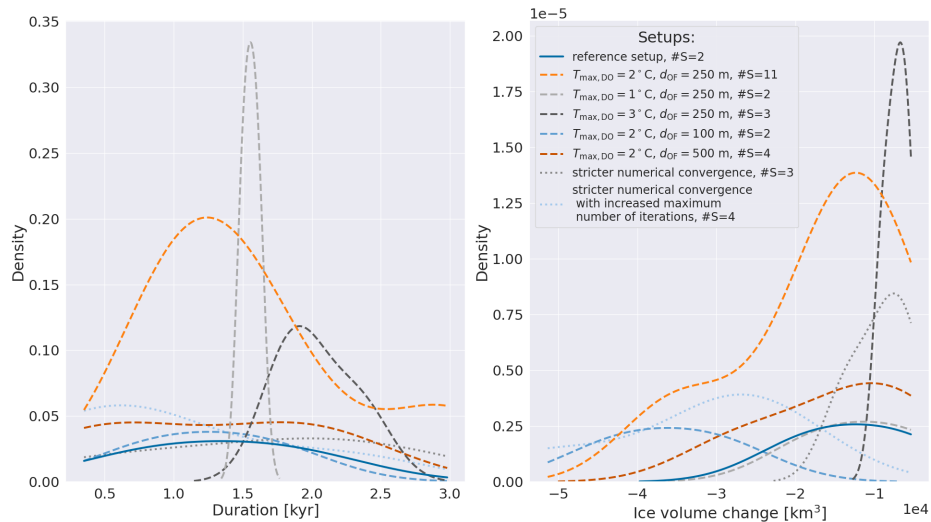 0.35
0.30
0.25
0.20
0.15
0.10
0.05
0.00
Density
0.5 1.0 1.5 2.0 2.5 3.0
Duration [kyr]
1e−5
2.00
1.75
1.50
1.25
1.00
0.75
0.50
0.25
0.00
Density
Setups:
reference setup, #S=2
T_max,DO = 2°C, d_OF = 250 m, #S=11
T_max,DO = 1°C, d_OF = 250 m, #S=2
T_max,DO = 3°C, d_OF = 250 m, #S=3
T_max,DO = 2°C, d_OF = 100 m, #S=2
T_max,DO = 2°C, d_OF = 500 m, #S=4
stricter numerical convergence, #S=3
stricter numerical convergence
with increased maximum
number of iterations, #S=4
−5 −4 −3 −2 −1
1e4
Ice volume change [km³]